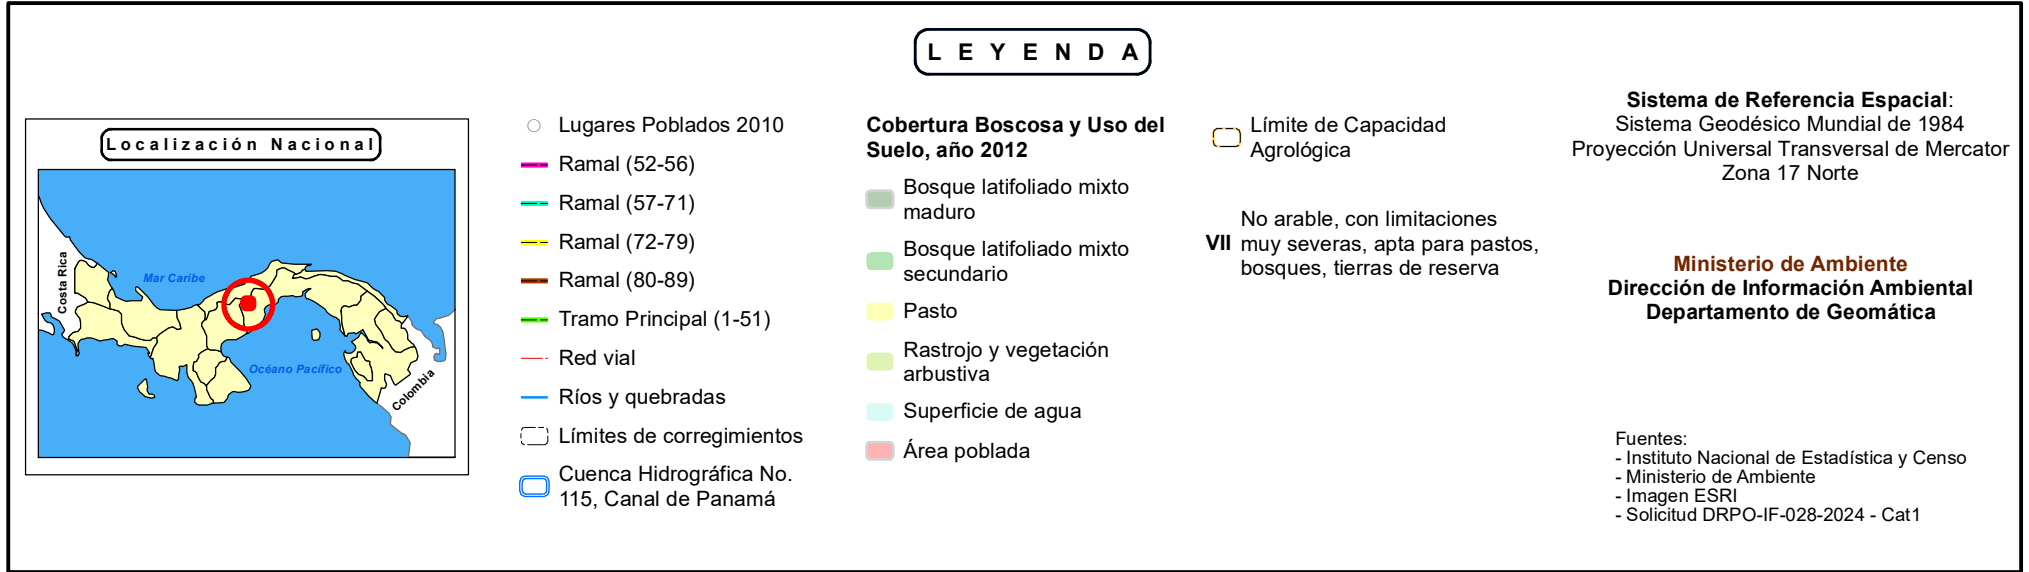 L E Y E N D A
Localización Nacional
Costa Rica
Mar Caribe
Océano Pacífico
Colombia
Lugares Poblados 2010
Ramal (52-56)
Ramal (57-71)
Ramal (72-79)
Ramal (80-89)
Tramo Principal (1-51)
Red vial
Ríos y quebradas
Límites de corregimientos
Cuenca Hidrográfica No.
115, Canal de Panamá
Cobertura Boscosa y Uso del
Suelo, año 2012
Bosque latifoliado mixto
maduro
Bosque latifoliado mixto
secundario
Pasto
Rastrojo y vegetación
arbustiva
Superficie de agua
Área poblada
Límite de Capacidad
Agrológica
VII No arable, con limitaciones
muy severas, apta para pastos,
bosques, tierras de reserva
Sistema de Referencia Espacial:
Sistema Geodésico Mundial de 1984
Proyección Universal Transversal de Mercator
Zona 17 Norte
Ministerio de Ambiente
Dirección de Información Ambiental
Departamento de Geomática
Fuentes:
- Instituto Nacional de Estadística y Censo
- Ministerio de Ambiente
- Imagen ESRI
- Solicitud DRPO-IF-028-2024 - Cat1